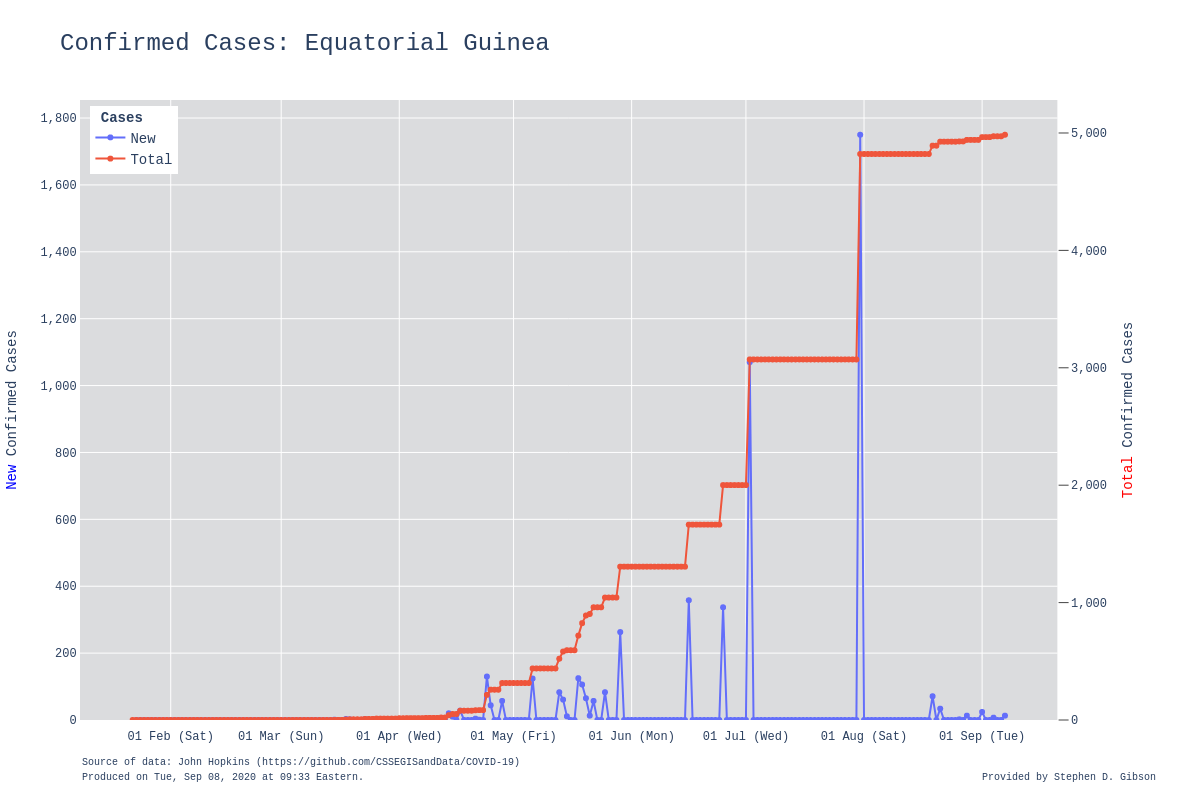 Confirmed Cases: Equatorial Guinea
Cases
New
Total
1,800
1,600
1,400
1,200
1,000
800
600
400
200
0
5,000
4,000
3,000
2,000
1,000
0
New Confirmed Cases
Total Confirmed Cases
01 Feb (Sat) 01 Mar (Sun) 01 Apr (Wed) 01 May (Fri) 01 Jun (Mon) 01 Jul (Wed) 01 Aug (Sat) 01 Sep (Tue)
Source of data: John Hopkins (https://github.com/CSSEGISandData/COVID-19)
Produced on Tue, Sep 08, 2020 at 09:33 Eastern.
Provided by Stephen D. Gibson